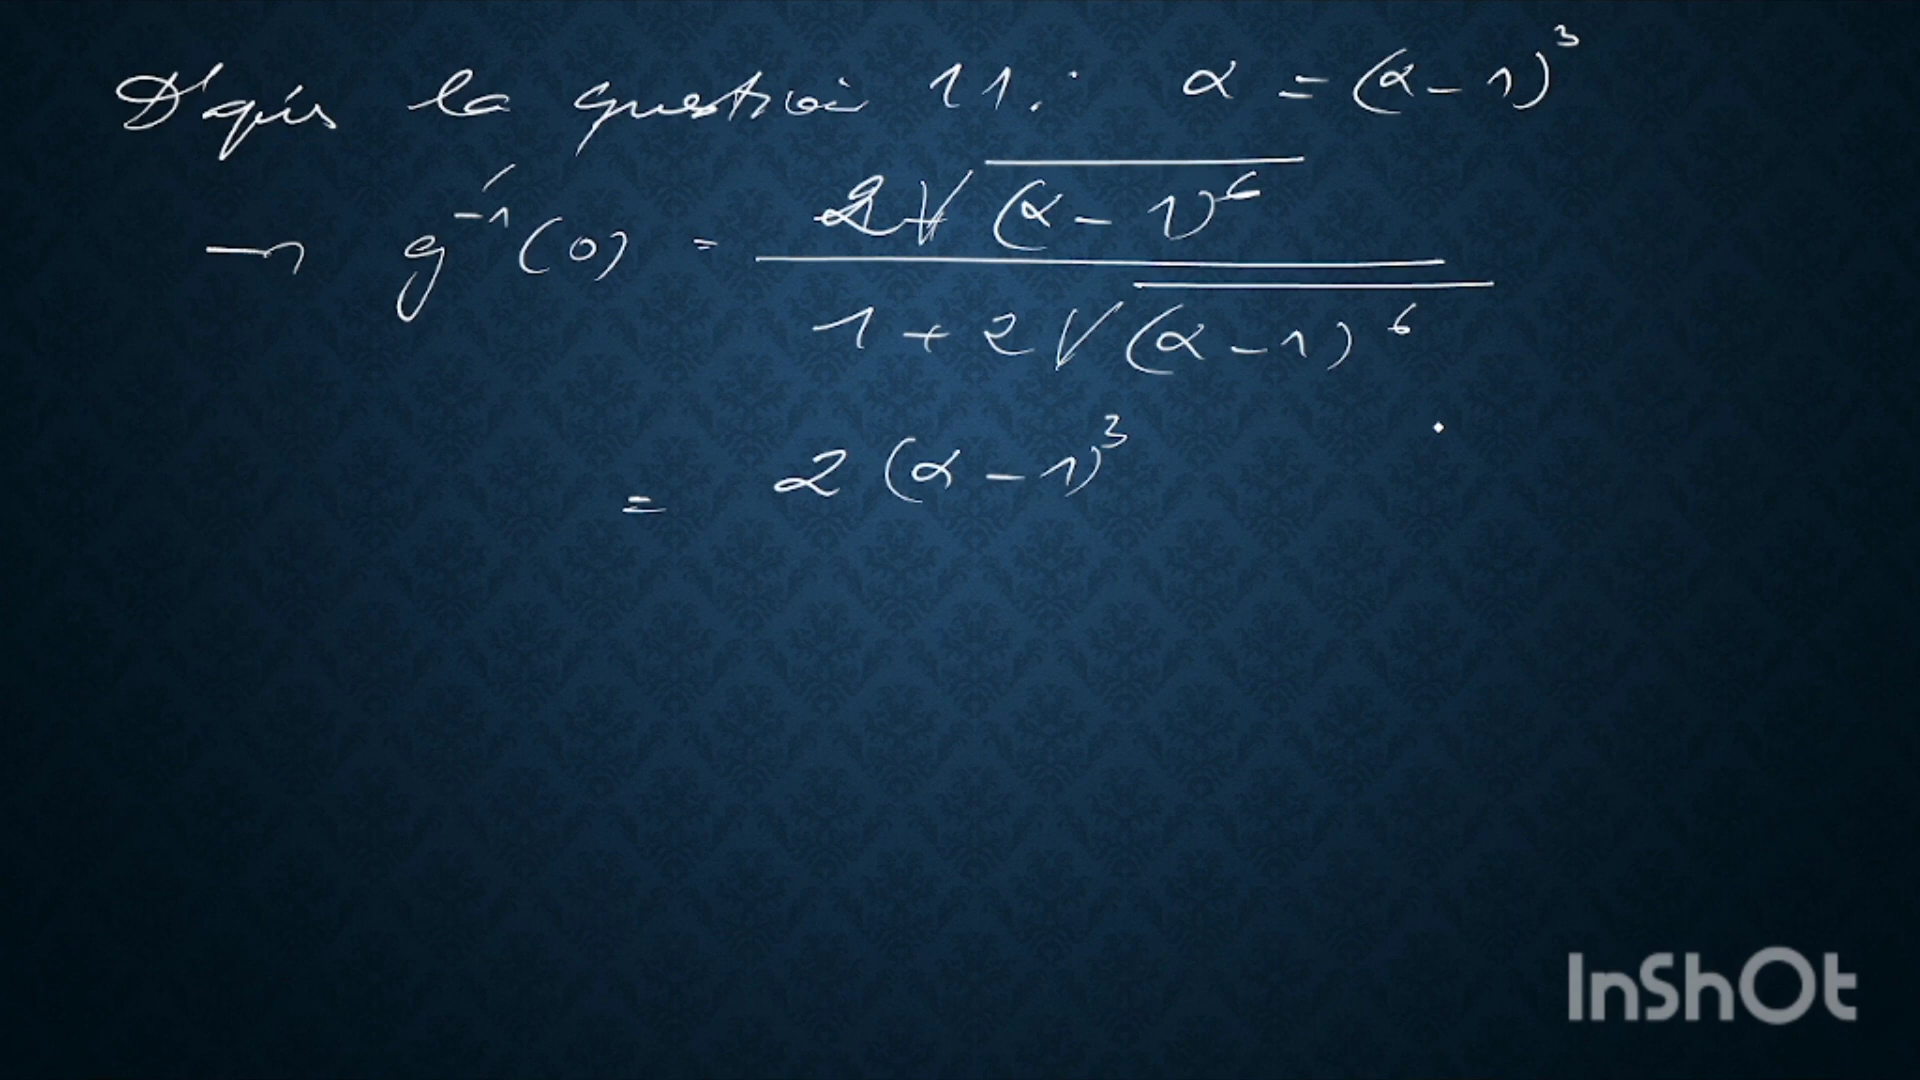 D'après la question 11: α = (α - 1)³
→ g⁻¹'(0) = 2√(α - 1)⁶ / 1 + 2√(α - 1)⁶
= 2 (α - 1)³
InShOt